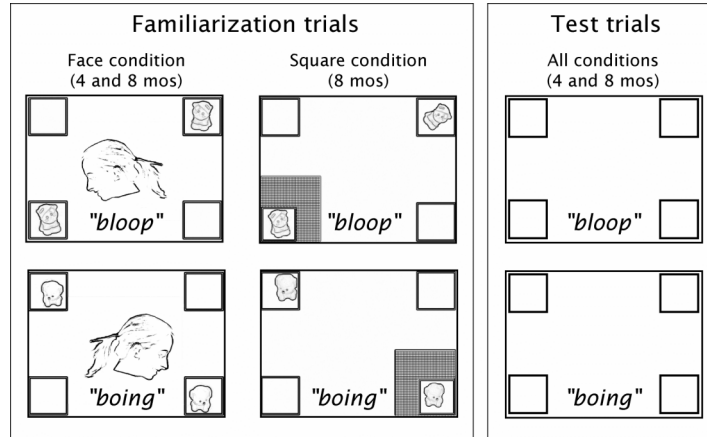 Familiarization trials
Face condition
(4 and 8 mos)
Square condition
(8 mos)
"bloop"
"bloop"
"boing"
"boing"
Test trials
All conditions
(4 and 8 mos)
"bloop"
"boing"